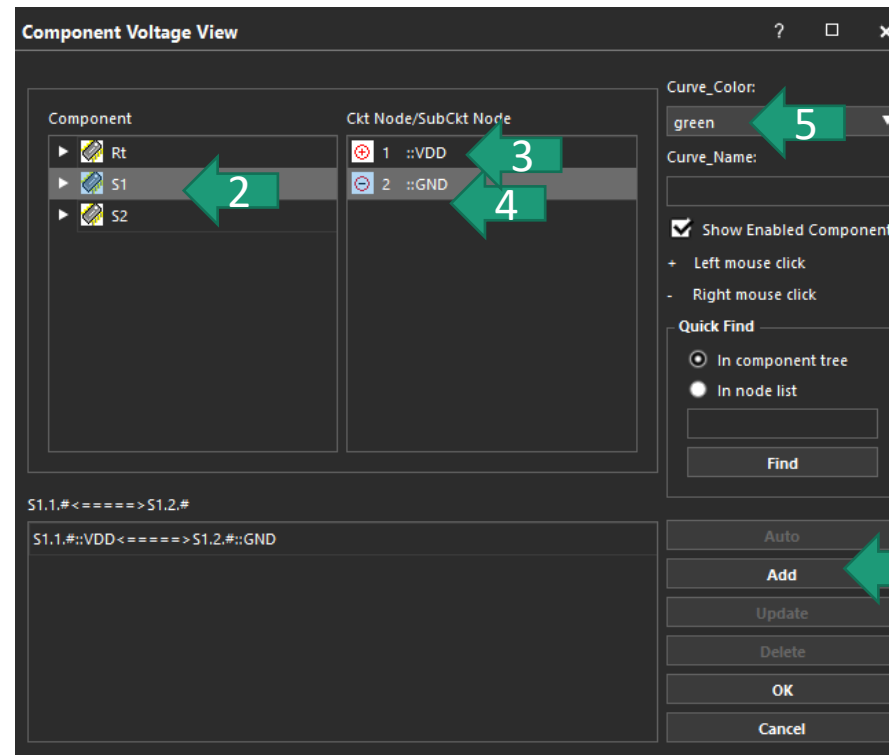 Component Voltage View ?
Component
Rt
S1
S2
2
Ckt Node/SubCkt Node
1 ::VDD
2 ::GND
3
4
Curve_Color:
green
5
Curve_Name:
Show Enabled Component
+ Left mouse click
- Right mouse click
Quick Find
In component tree
In node list
Find
S1.1.#<=====>S1.2.#
S1.1.#::VDD<=====>S1.2.#::GND
Auto
Add
Update
Delete
OK
Cancel